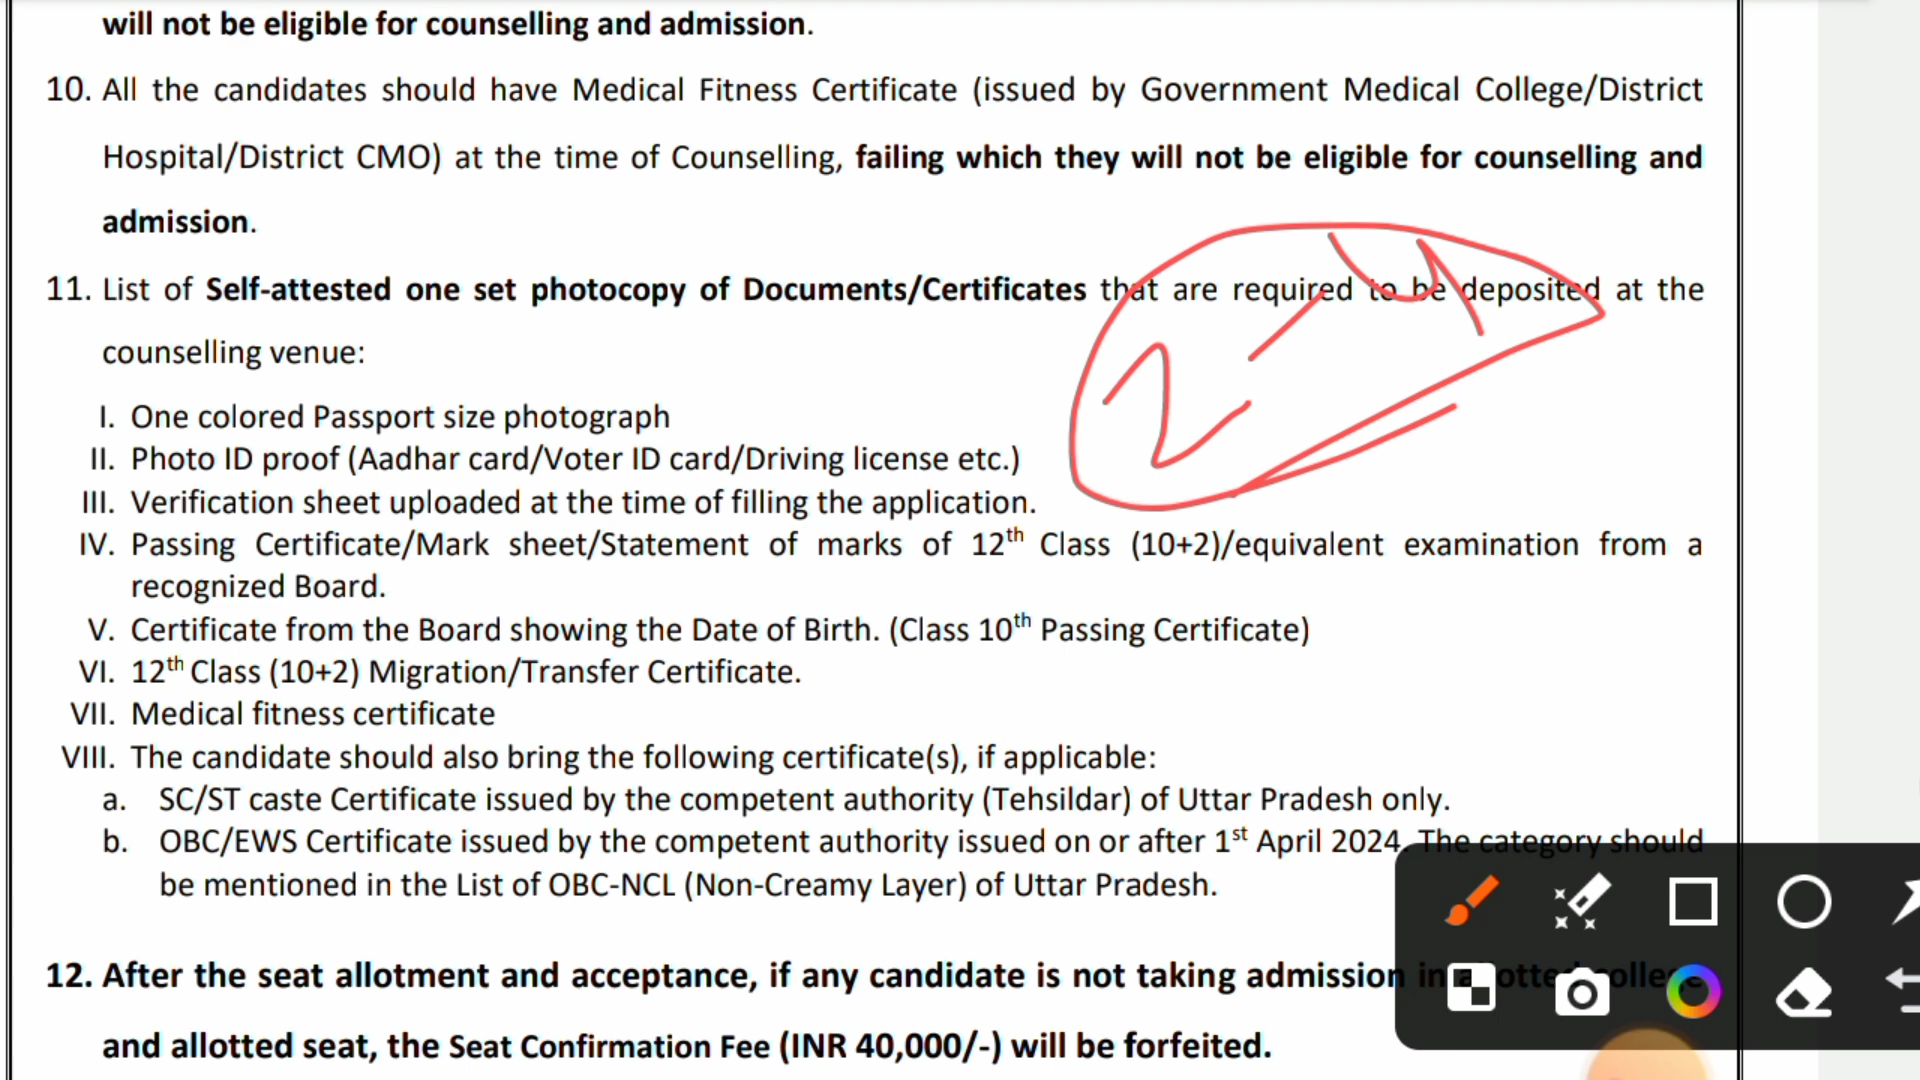 will not be eligible for counselling and admission.
10. All the candidates should have Medical Fitness Certificate (issued by Government Medical College/District
Hospital/District CMO) at the time of Counselling, failing which they will not be eligible for counselling and
admission.
11. List of Self-attested one set photocopy of Documents/Certificates that are required to be deposited at the
counselling venue:
I. One colored Passport size photograph
II. Photo ID proof (Aadhar card/Voter ID card/Driving license etc.)
III. Verification sheet uploaded at the time of filling the application.
IV. Passing Certificate/Mark sheet/Statement of marks of 12th Class (10+2)/equivalent examination from a
recognized Board.
V. Certificate from the Board showing the Date of Birth. (Class 10th Passing Certificate)
VI. 12th Class (10+2) Migration/Transfer Certificate.
VII. Medical fitness certificate
VIII. The candidate should also bring the following certificate(s), if applicable:
a. SC/ST caste Certificate issued by the competent authority (Tehsildar) of Uttar Pradesh only.
b. OBC/EWS Certificate issued by the competent authority issued on or after 1st April 2024. The category should
be mentioned in the List of OBC-NCL (Non-Creamy Layer) of Uttar Pradesh.
12. After the seat allotment and acceptance, if any candidate is not taking admission in allotted college
and allotted seat, the Seat Confirmation Fee (INR 40,000/-) will be forfeited.